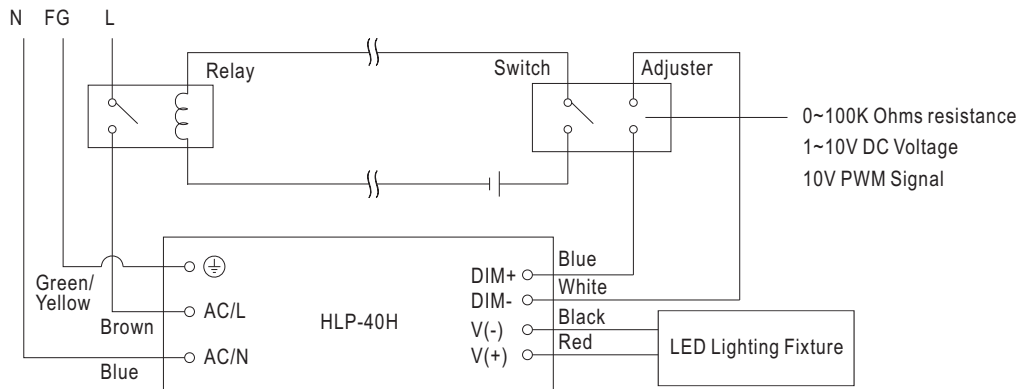 N FG L
Relay
Switch
Adjuster
0~100K Ohms resistance
1~10V DC Voltage
10V PWM Signal
Green/
Yellow
Brown
Blue
AC/L
AC/N
HLP-40H
DIM+
DIM-
V(-)
V(+)
Blue
White
Black
Red
LED Lighting Fixture